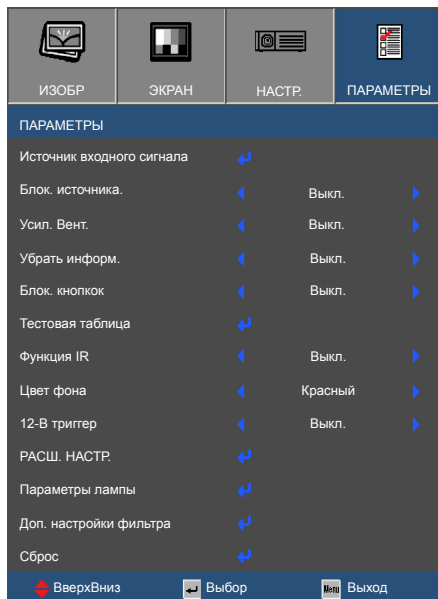 ИЗОБР ЭКРАН НАСТР. ПАРАМЕТРЫ
ПАРАМЕТРЫ
Источник входного сигнала
Блок. источника. Выкл.
Усил. Вент. Выкл.
Убрать информ. Выкл.
Блок. кнопкок Выкл.
Тестовая таблица
Функция IR Выкл.
Цвет фона Красный
12-В триггер Выкл.
РАСШ. НАСТР.
Параметры лампы
Доп. настройки фильтра
Сброс
ВверхВниз Выбор Menu Выход